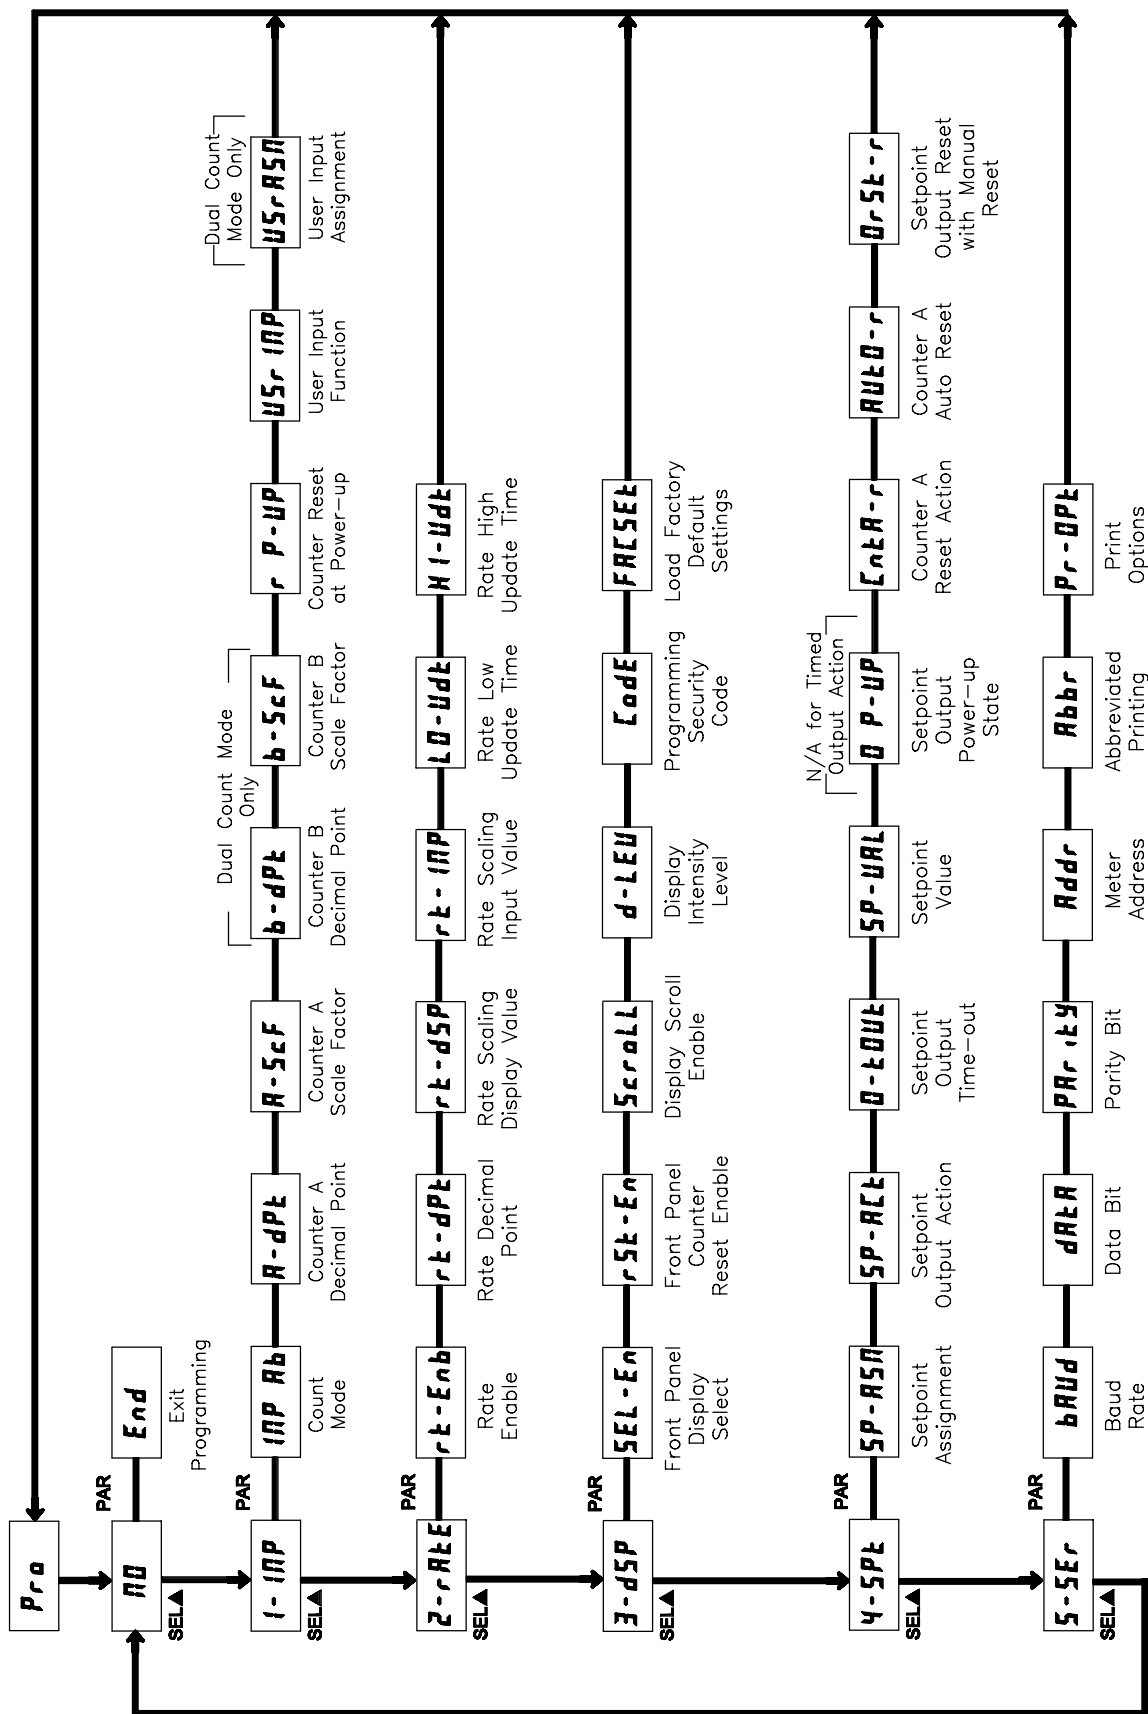 Pro
NO
PAR
SEL▲
End
Exit
Programming
1-INP
PAR
SEL▲
INP Ab
Count
Mode
A-dPt
Counter A
Decimal Point
A-ScF
Counter A
Scale Factor
Dual Count Mode
Only
b-dPt
Counter B
Decimal Point
b-ScF
Counter B
Scale Factor
r P-UP
Counter Reset
at Power-up
USr INP
User Input
Function
Dual Count
Mode Only
USrASN
User Input
Assignment
2-rAtE
PAR
SEL▲
rt-Enb
Rate
Enable
rt-dPt
Rate Decimal
Point
rt-dSP
Rate Scaling
Display Value
rt-INP
Rate Scaling
Input Value
LO-Udt
Rate Low
Update Time
HI-Udt
Rate High
Update Time
3-dSP
PAR
SEL▲
SEL-En
Front Panel
Display
Select
rSt-En
Front Panel
Counter
Reset Enable
ScroLL
Display Scroll
Enable
d-LEV
Display
Intensity
Level
CodE
Programming
Security
Code
FACSEt
Load Factory
Default
Settings
4-SPt
PAR
SEL▲
SP-ASN
Setpoint
Assignment
SP-ACt
Setpoint
Output Action
O-tOUt
Setpoint
Output
Time-out
SP-VAL
Setpoint
Value
N/A for Timed
Output Action
O P-UP
Setpoint
Output
Power-up
State
CntA-r
Counter A
Reset Action
AUtO-r
Counter A
Auto Reset
OrSt-r
Setpoint
Output Reset
with Manual
Reset
5-SEr
PAR
SEL▲
bAUd
Baud
Rate
dAtA
Data Bit
PAritY
Parity Bit
Addr
Meter
Address
Abbr
Abbreviated
Printing
Pr-OPt
Print
Options